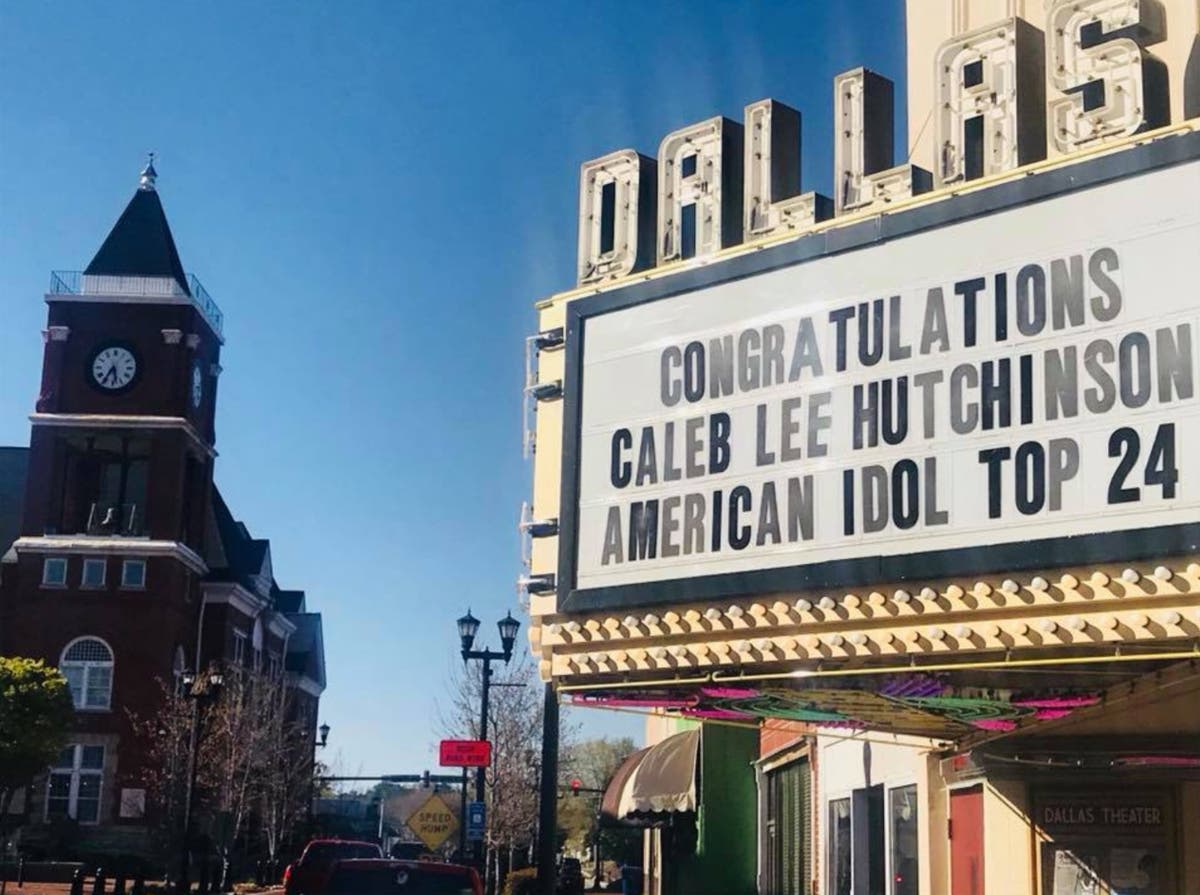 DALLAS
CONGRATULATIONS
CALEB LEE HUTCHINSON
AMERICAN IDOL TOP 24
SPEED
HUMP
DALLAS THEATER